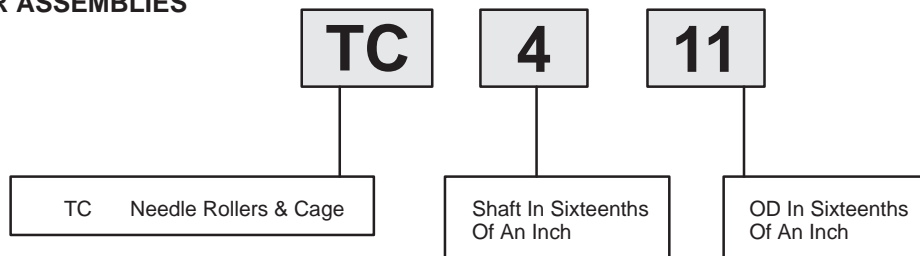 ASSEMBLIES
TC 4 11
TC Needle Rollers & Cage
Shaft In Sixteenths
Of An Inch
OD In Sixteenths
Of An Inch